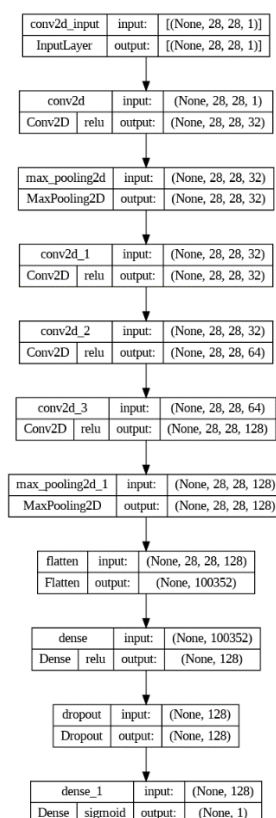 conv2d_input input: [(None, 28, 28, 1)]
InputLayer output: [(None, 28, 28, 1)]
conv2d input: (None, 28, 28, 1)
Conv2D relu output: (None, 28, 28, 32)
max_pooling2d input: (None, 28, 28, 32)
MaxPooling2D output: (None, 28, 28, 32)
conv2d_1 input: (None, 28, 28, 32)
Conv2D relu output: (None, 28, 28, 32)
conv2d_2 input: (None, 28, 28, 32)
Conv2D relu output: (None, 28, 28, 64)
conv2d_3 input: (None, 28, 28, 64)
Conv2D relu output: (None, 28, 28, 128)
max_pooling2d_1 input: (None, 28, 28, 128)
MaxPooling2D output: (None, 28, 28, 128)
flatten input: (None, 28, 28, 128)
Flatten output: (None, 100352)
dense input: (None, 100352)
Dense relu output: (None, 128)
dropout input: (None, 128)
Dropout output: (None, 128)
dense_1 input: (None, 128)
Dense sigmoid output: (None, 1)